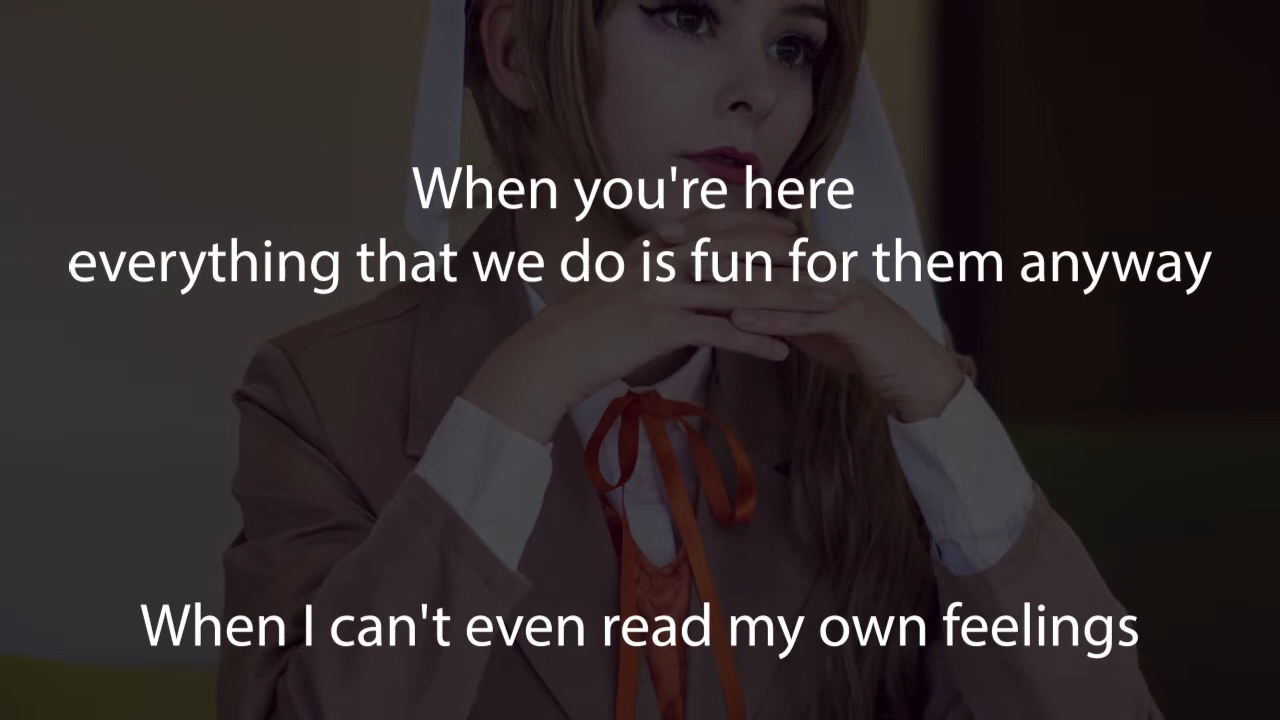 When you're here
everything that we do is fun for them anyway
When I can't even read my own feelings